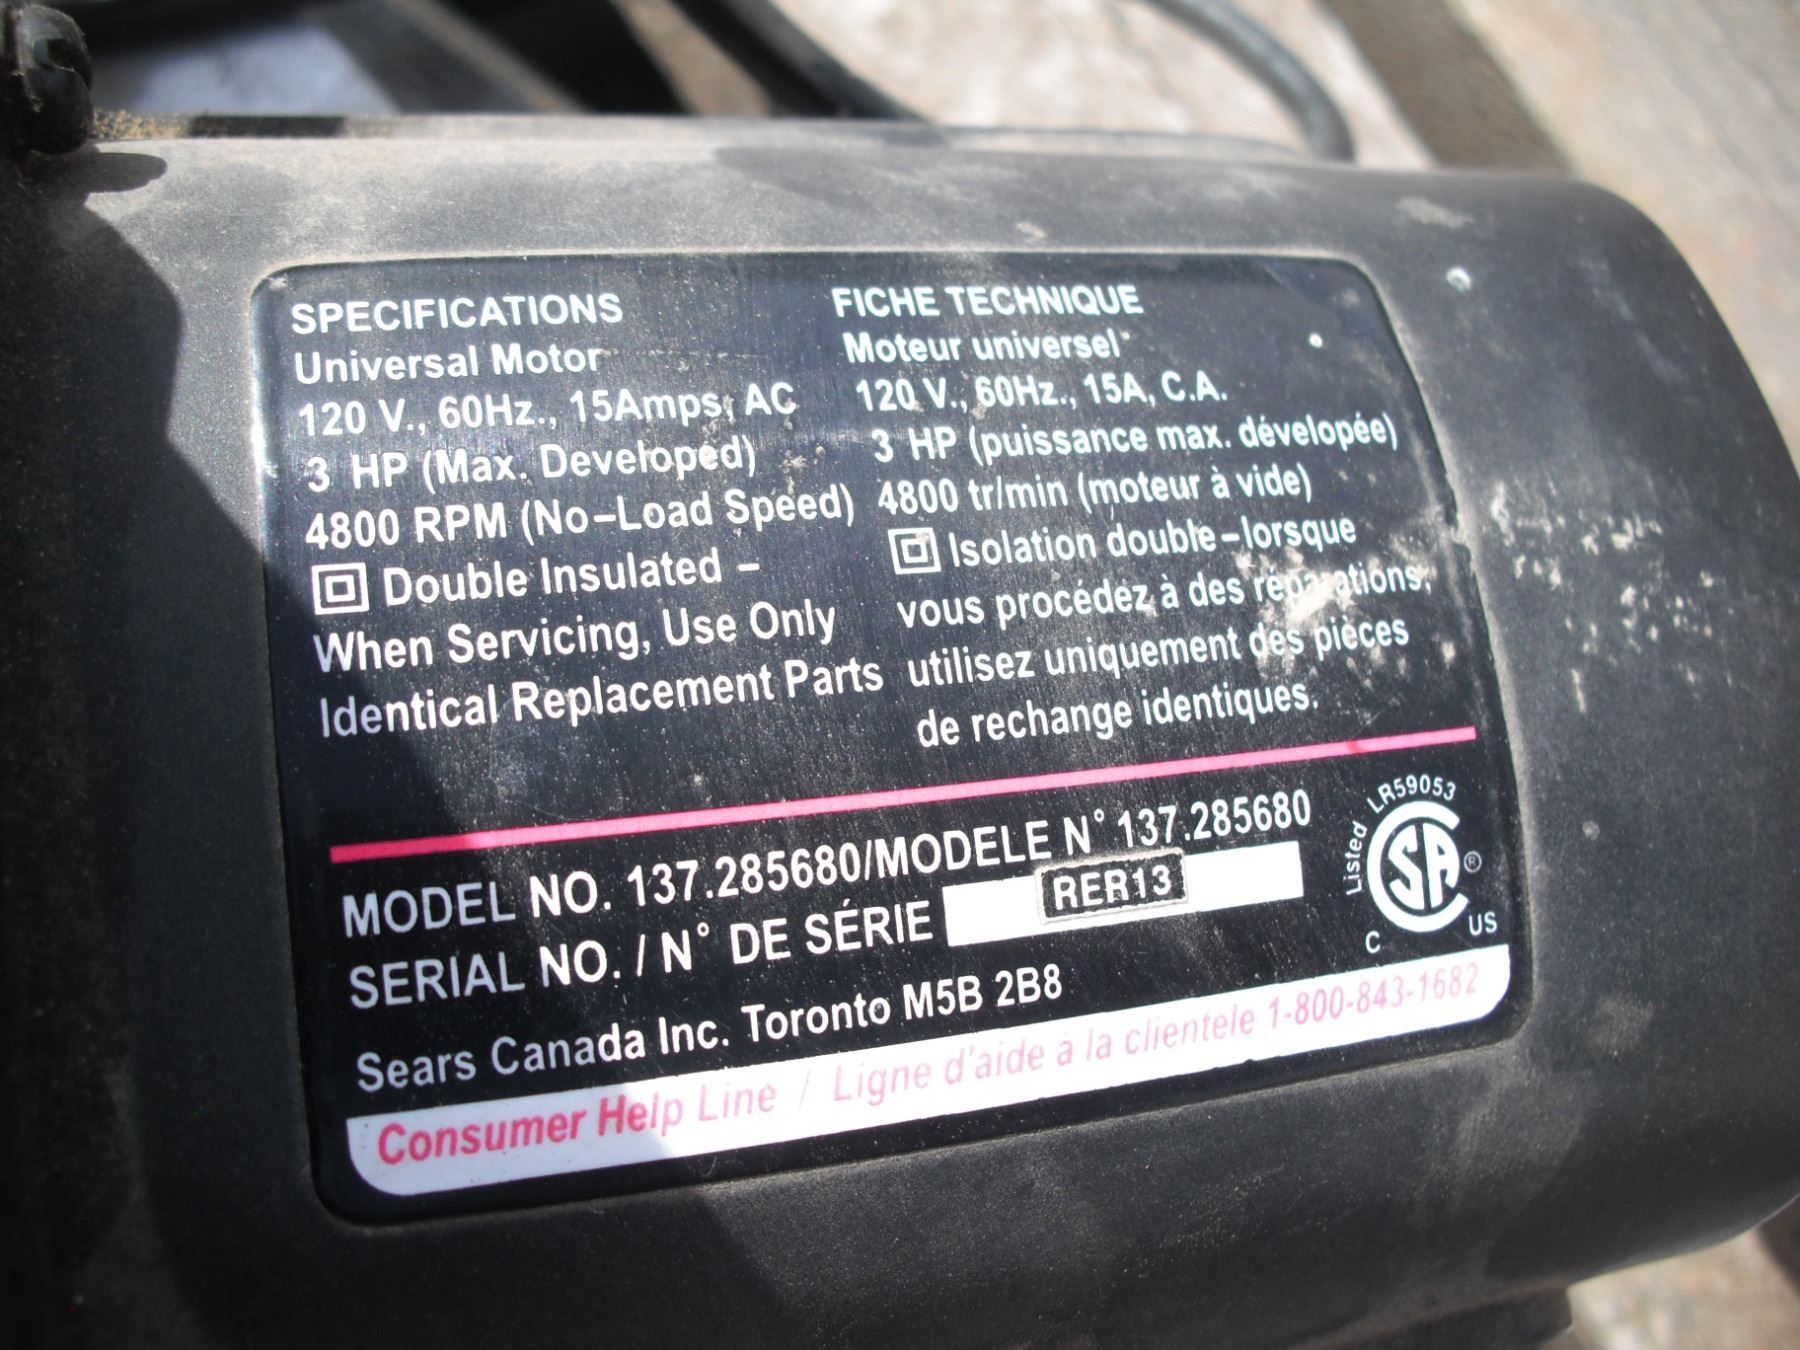 SPECIFICATIONS
Universal Motor
120 V., 60Hz., 15Amps, AC
3 HP (Max. Developed)
4800 RPM (No-Load Speed)
Double Insulated -
When Servicing, Use Only
Identical Replacement Parts
FICHE TECHNIQUE
Moteur universel
120 V., 60Hz., 15A, C.A.
3 HP (puissance max. dévelopée)
4800 tr/min (moteur à vide)
Isolation double-lorsque
vous procédez à des réparations,
utilisez uniquement des pièces
de rechange identiques.
MODEL NO. 137.285680/MODELE N° 137.285680
SERIAL NO. / N° DE SÉRIE RER13
Sears Canada Inc. Toronto M5B 2B8
Consumer Help Line / Ligne d'aide à la clientèle 1-800-843-1682
Listed LR59053
CSA ®
C US